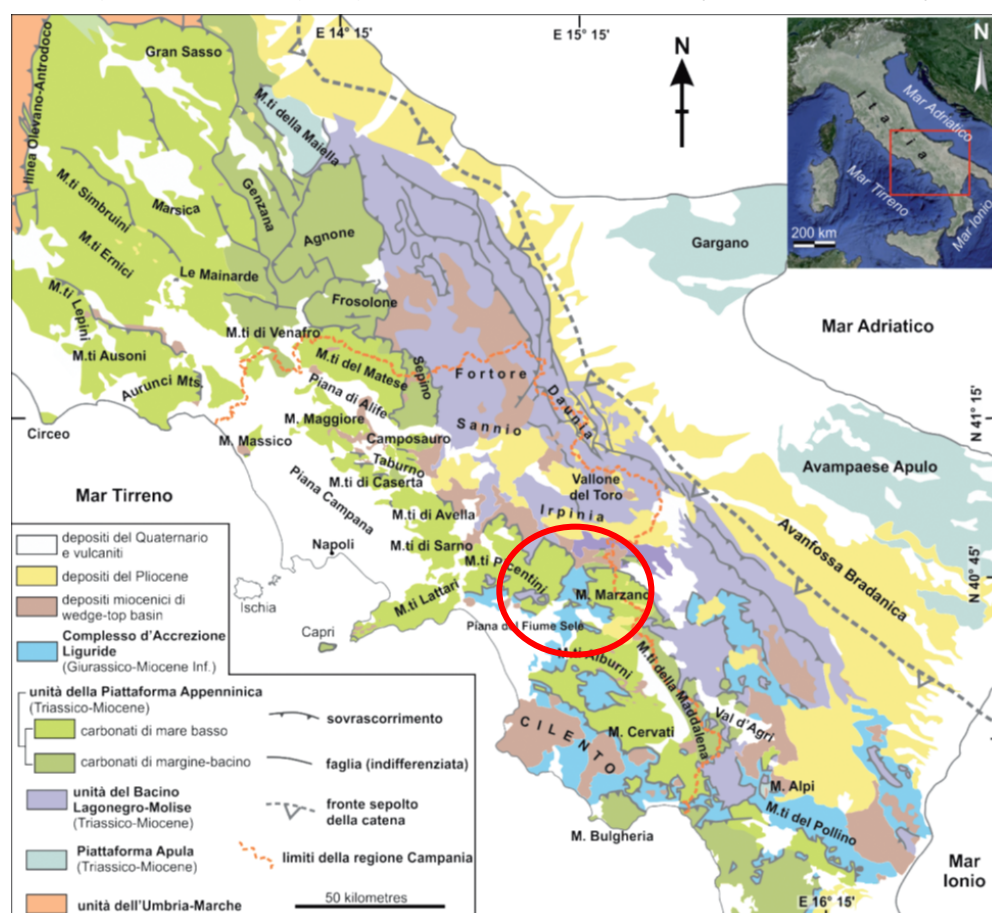 E 14° 15'
E 15° 15'
N
N
Gran Sasso
linea Olevano-Antrodoco
M.ti della Maiella
Italia
Mar Adriatico
Mar Tirreno
Mar Ionio
200 km
M.ti Simbruini
Marsica
Genzana
Agnone
Gargano
M.ti Ernici
Le Mainarde
Frosolone
Mar Adriatico
M.ti Lepini
M.ti di Venafro
M.ti Ausoni
M.ti del Matese
Sepino
Fortore
Aurunci Mts.
Piana di Alife
Daunia
N 41° 15'
Circeo
M. Maggiore
Sannio
M. Massico
Camposauro
Taburno
Avampaese Apulo
M.ti di Caserta
Vallone
del Toro
Mar Tirreno
Piana Campana
Irpinia
M.ti di Avella
Avanfossa Bradanica
Napoli
M.ti di Sarno
N 40° 45'
M.ti Picentini
M. Marzano
Ischia
M.ti Lattari
Piana del Fiume Sele
Capri
M.ti Alburni
M.ti della Maddalena
CILENTO
M. Cervati
Val d'Agri
M. Alpi
M.ti del Pollino
M. Bulgheria
Mar
Ionio
E 16° 15'
depositi del Quaternario
e vulcaniti
depositi del Pliocene
depositi miocenici di
wedge-top basin
Complesso d'Accrezione
Liguride
(Giurassico-Miocene Inf.)
unità della Piattaforma Appenninica
(Triassico-Miocene)
carbonati di mare basso
carbonati di margine-bacino
unità del Bacino
Lagonegro-Molise
(Triassico-Miocene)
Piattaforma Apula
(Triassico-Miocene)
unità dell'Umbria-Marche
sovrascorrimento
faglia (indifferenziata)
fronte sepolto
della catena
limiti della regione Campania
50 kilometres